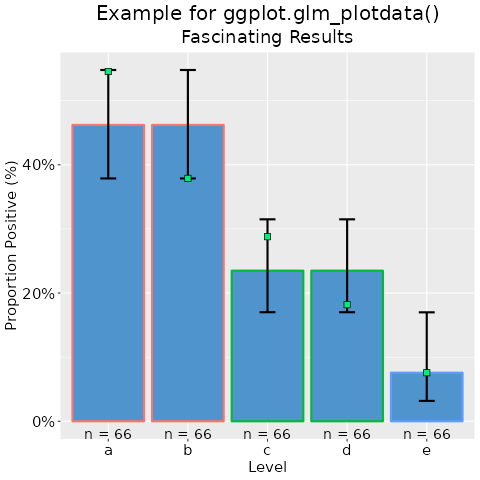 Example for ggplot.glm_plotdata()
Fascinating Results
Proportion Positive (%)
40%
20%
0%
n = 66 n = 66 n = 66 n = 66 n = 66
a b c d e
Level